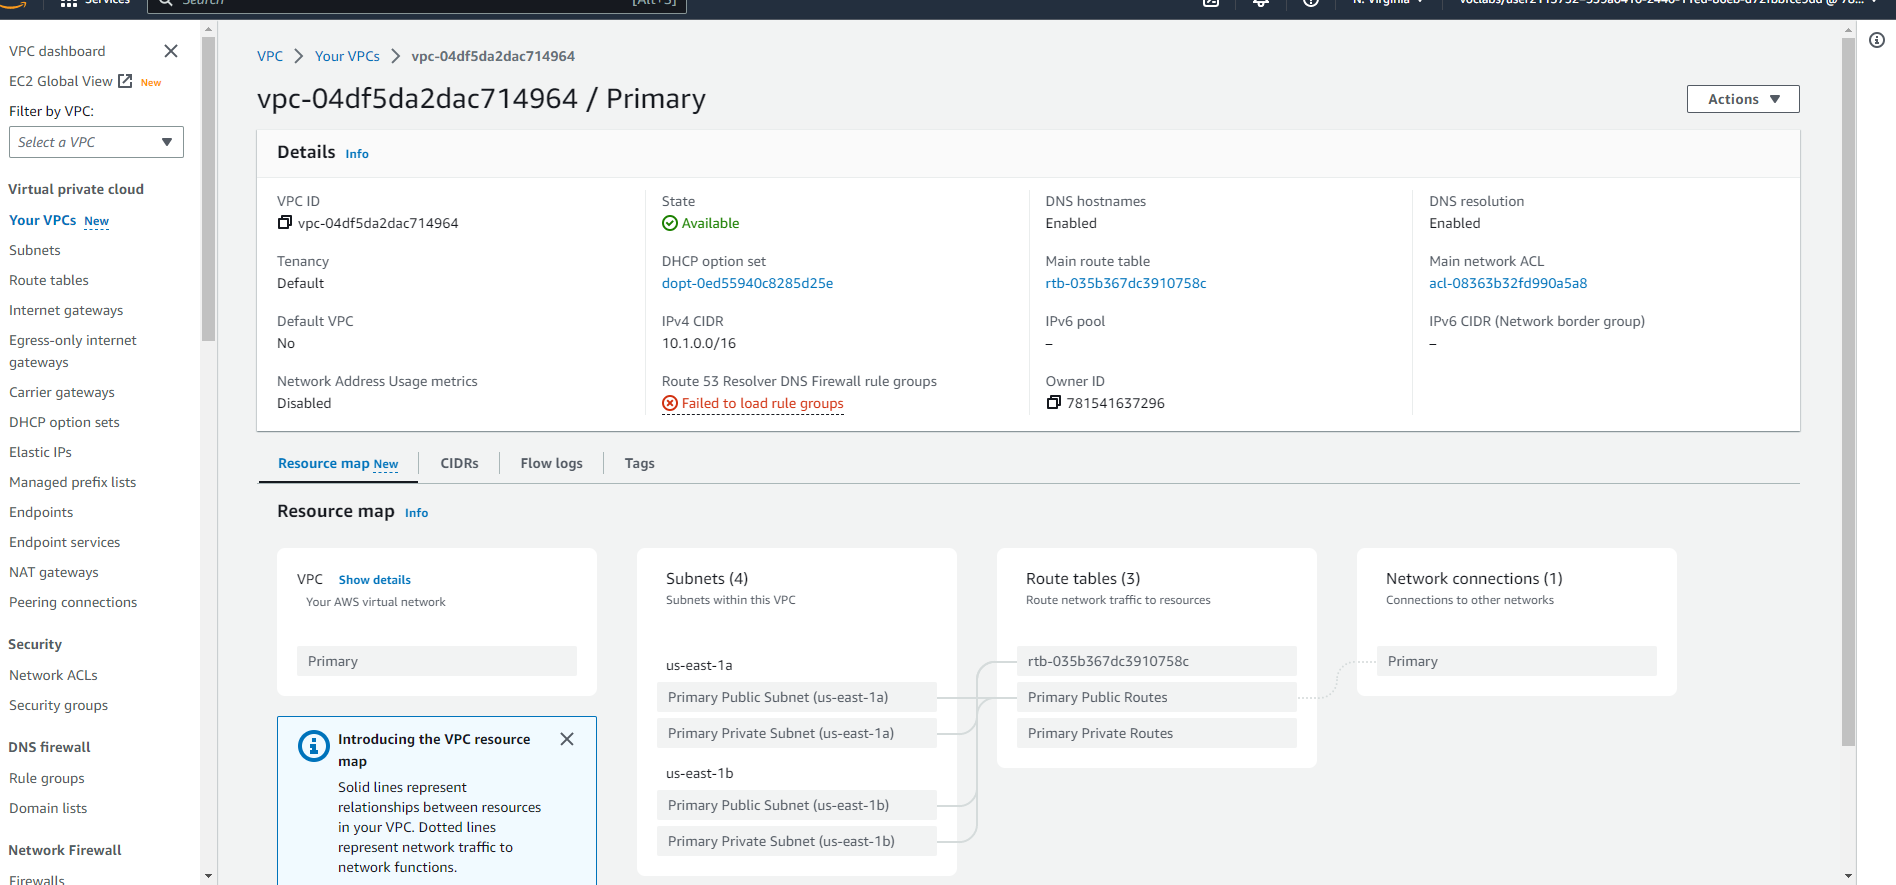 Services
Search
[Alt+S]
N. Virginia
VPC dashboard
EC2 Global View New
Filter by VPC:
Select a VPC
Virtual private cloud
Your VPCs New
Subnets
Route tables
Internet gateways
Egress-only internet
gateways
Carrier gateways
DHCP option sets
Elastic IPs
Managed prefix lists
Endpoints
Endpoint services
NAT gateways
Peering connections
Security
Network ACLs
Security groups
DNS firewall
Rule groups
Domain lists
Network Firewall
Firewalls
VPC > Your VPCs > vpc-04df5da2dac714964
vpc-04df5da2dac714964 / Primary
Actions
Details Info
VPC ID
vpc-04df5da2dac714964
State
Available
DNS hostnames
Enabled
DNS resolution
Enabled
Tenancy
Default
DHCP option set
dopt-0ed55940c8285d25e
Main route table
rtb-035b367dc3910758c
Main network ACL
acl-08363b32fd990a5a8
Default VPC
No
IPv4 CIDR
10.1.0.0/16
IPv6 pool
–
IPv6 CIDR (Network border group)
–
Network Address Usage metrics
Disabled
Route 53 Resolver DNS Firewall rule groups
Failed to load rule groups
Owner ID
781541637296
Resource map New
CIDRs
Flow logs
Tags
Resource map Info
VPC Show details
Your AWS virtual network
Primary
Introducing the VPC resource
map
Solid lines represent
relationships between resources
in your VPC. Dotted lines
represent network traffic to
network functions.
Subnets (4)
Subnets within this VPC
us-east-1a
Primary Public Subnet (us-east-1a)
Primary Private Subnet (us-east-1a)
us-east-1b
Primary Public Subnet (us-east-1b)
Primary Private Subnet (us-east-1b)
Route tables (3)
Route network traffic to resources
rtb-035b367dc3910758c
Primary Public Routes
Primary Private Routes
Network connections (1)
Connections to other networks
Primary